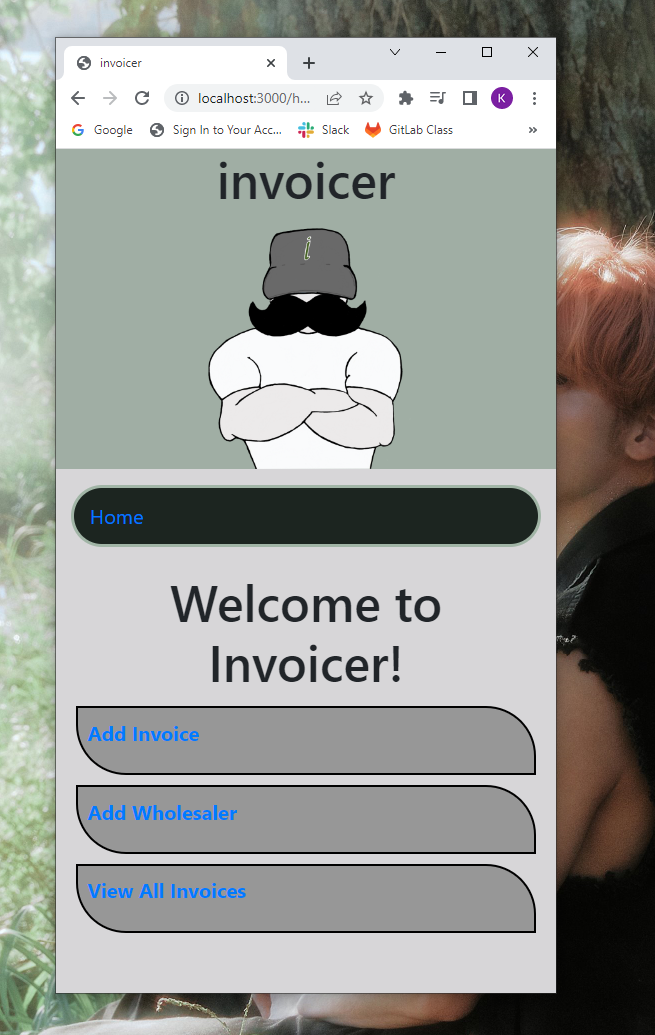 invoicer
localhost:3000/h...
K
Google
Sign In to Your Acc...
Slack
GitLab Class
»
invoicer
i
Home
Welcome to
Invoicer!
Add Invoice
Add Wholesaler
View All Invoices